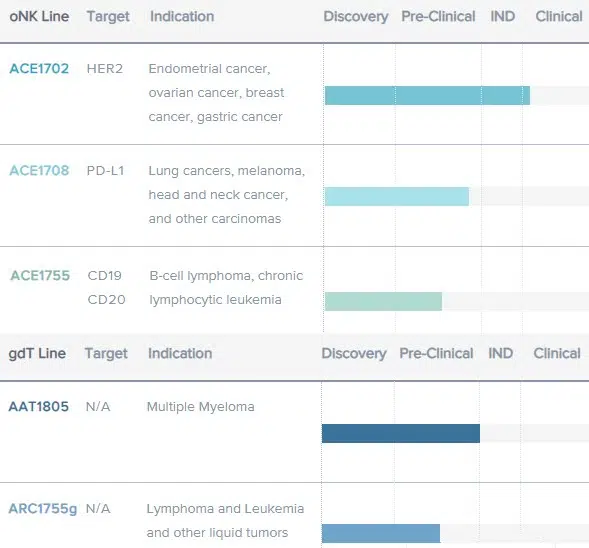 oNK Line Target Indication Discovery Pre-Clinical IND Clinical
ACE1702 HER2 Endometrial cancer,
ovarian cancer, breast
cancer, gastric cancer
ACE1708 PD-L1 Lung cancers, melanoma,
head and neck cancer,
and other carcinomas
ACE1755 CD19 B-cell lymphoma, chronic
CD20 lymphocytic leukemia
gdT Line Target Indication Discovery Pre-Clinical IND Clinical
AAT1805 N/A Multiple Myeloma
ARC1755g N/A Lymphoma and Leukemia
and other liquid tumors